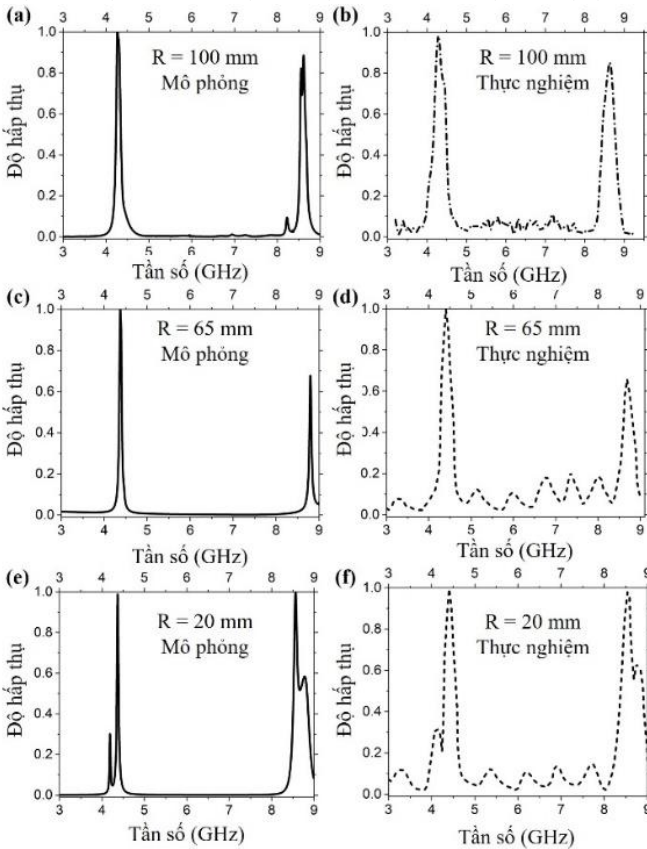 (a)
R = 100 mm
Mô phỏng
Độ hấp thụ
1.0
0.8
0.6
0.4
0.2
0.0
3 4 5 6 7 8 9
3 4 5 6 7 8 9
Tần số (GHz)
(b)
R = 100 mm
Thực nghiệm
Độ hấp thụ
1.0
0.8
0.6
0.4
0.2
0.0
3 4 5 6 7 8 9
3 4 5 6 7 8 9
Tần số (GHz)
(c)
R = 65 mm
Mô phỏng
Độ hấp thụ
1.0
0.8
0.6
0.4
0.2
0.0
3 4 5 6 7 8 9
3 4 5 6 7 8 9
Tần số (GHz)
(d)
R = 65 mm
Thực nghiệm
Độ hấp thụ
1.0
0.8
0.6
0.4
0.2
0.0
3 4 5 6 7 8 9
3 4 5 6 7 8 9
Tần số (GHz)
(e)
R = 20 mm
Mô phỏng
Độ hấp thụ
1.0
0.8
0.6
0.4
0.2
0.0
3 4 5 6 7 8 9
3 4 5 6 7 8 9
Tần số (GHz)
(f)
R = 20 mm
Thực nghiệm
Độ hấp thụ
1.0
0.8
0.6
0.4
0.2
0.0
3 4 5 6 7 8 9
3 4 5 6 7 8 9
Tần số (GHz)